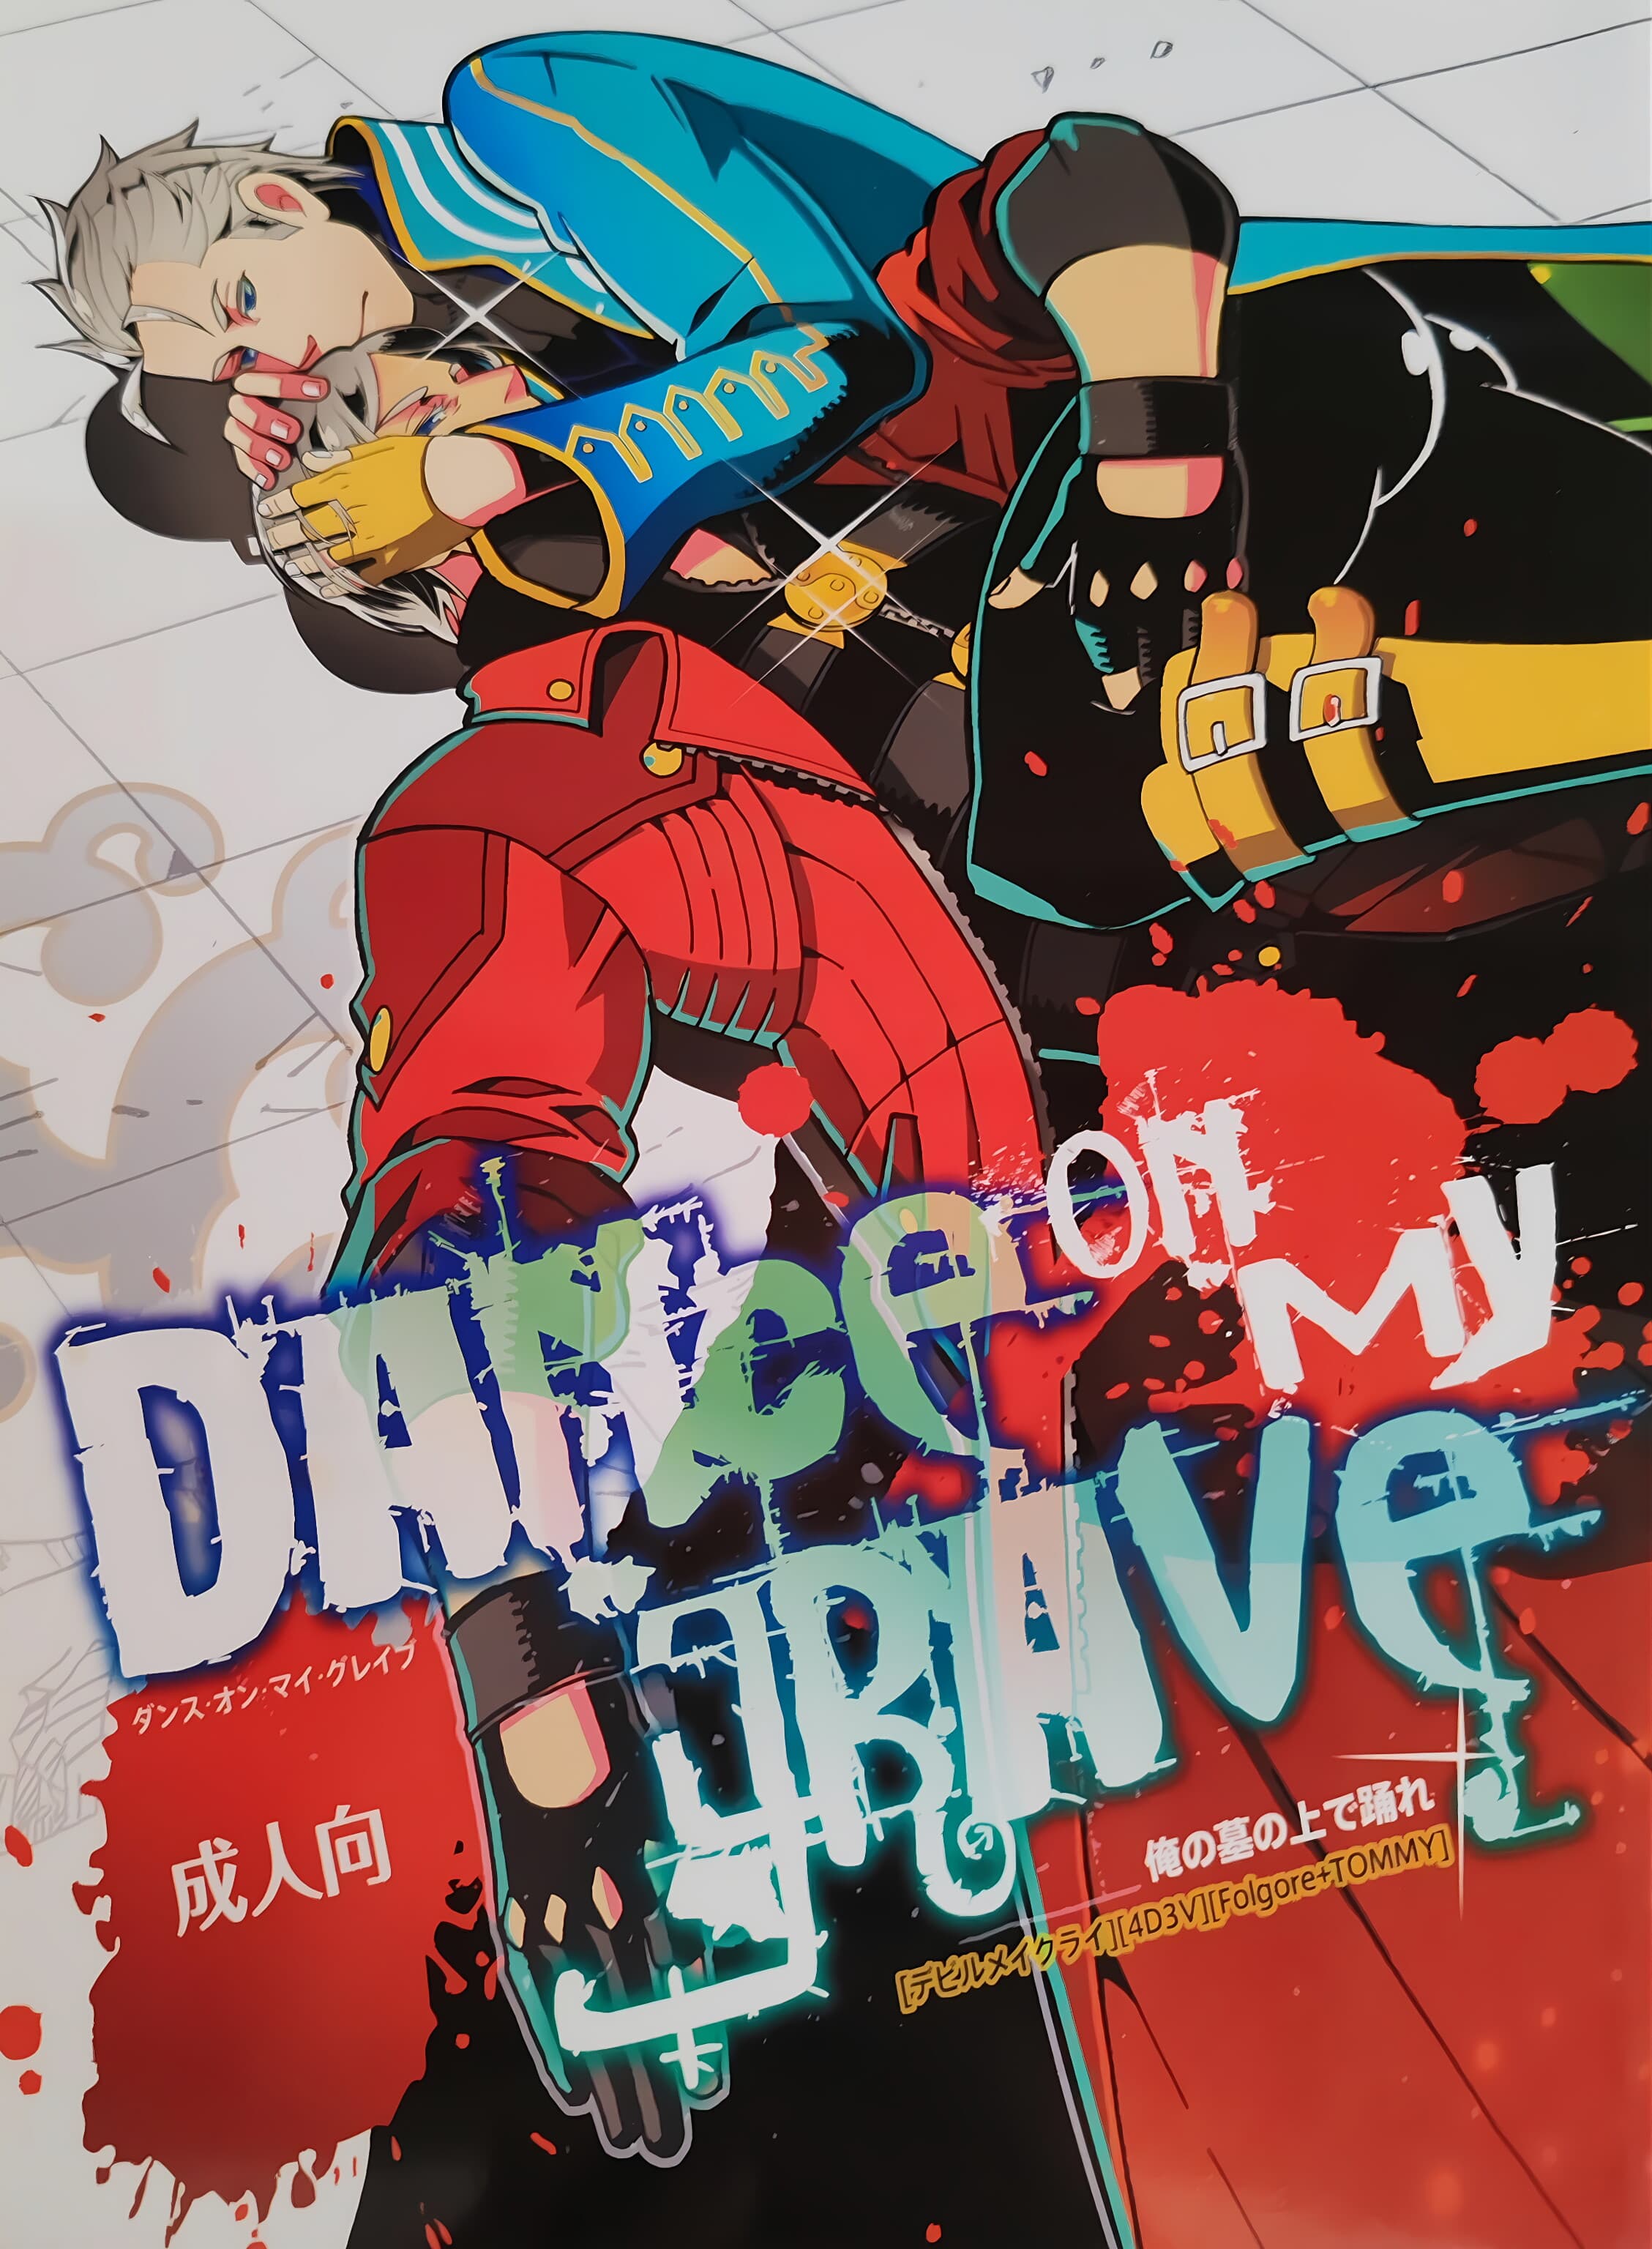 DANCE ON MY GRAVE
ダンス・オン・マイ・グレイブ
成人向
俺の墓の上で踊れ
[デビルメイクライ][4D3V][Folgore+TOMMY]